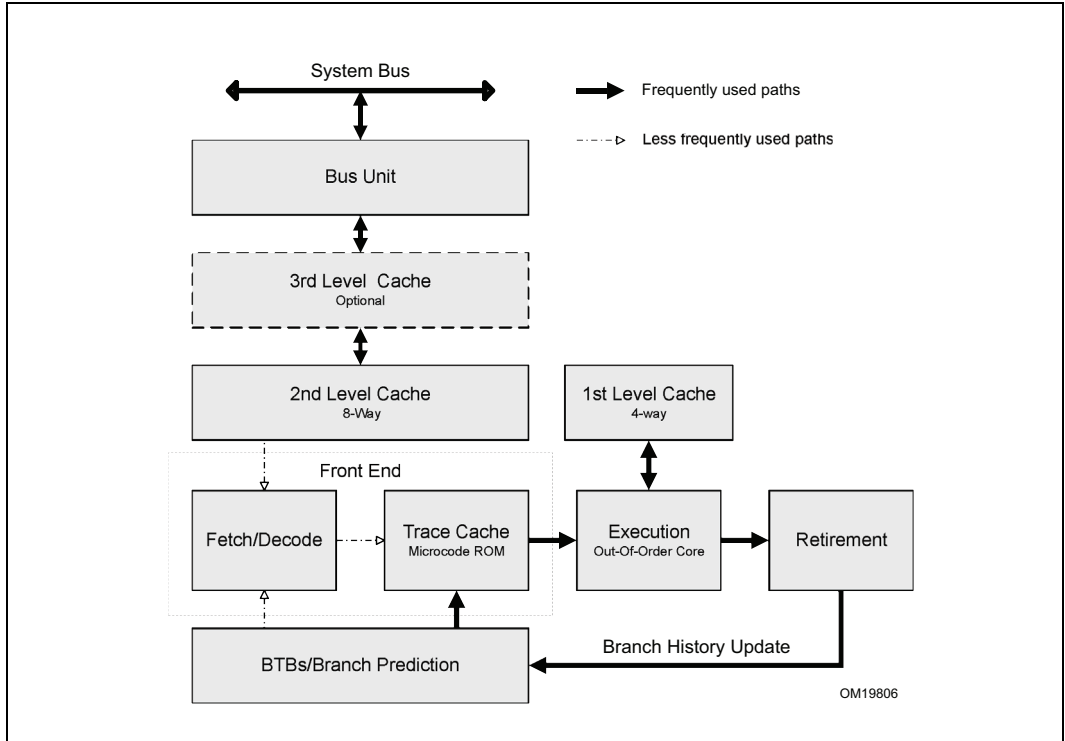 System Bus
Frequently used paths
Less frequently used paths
Bus Unit
3rd Level Cache
Optional
2nd Level Cache
8-Way
1st Level Cache
4-way
Front End
Fetch/Decode
Trace Cache
Microcode ROM
Execution
Out-Of-Order Core
Retirement
BTBs/Branch Prediction
Branch History Update
OM19806